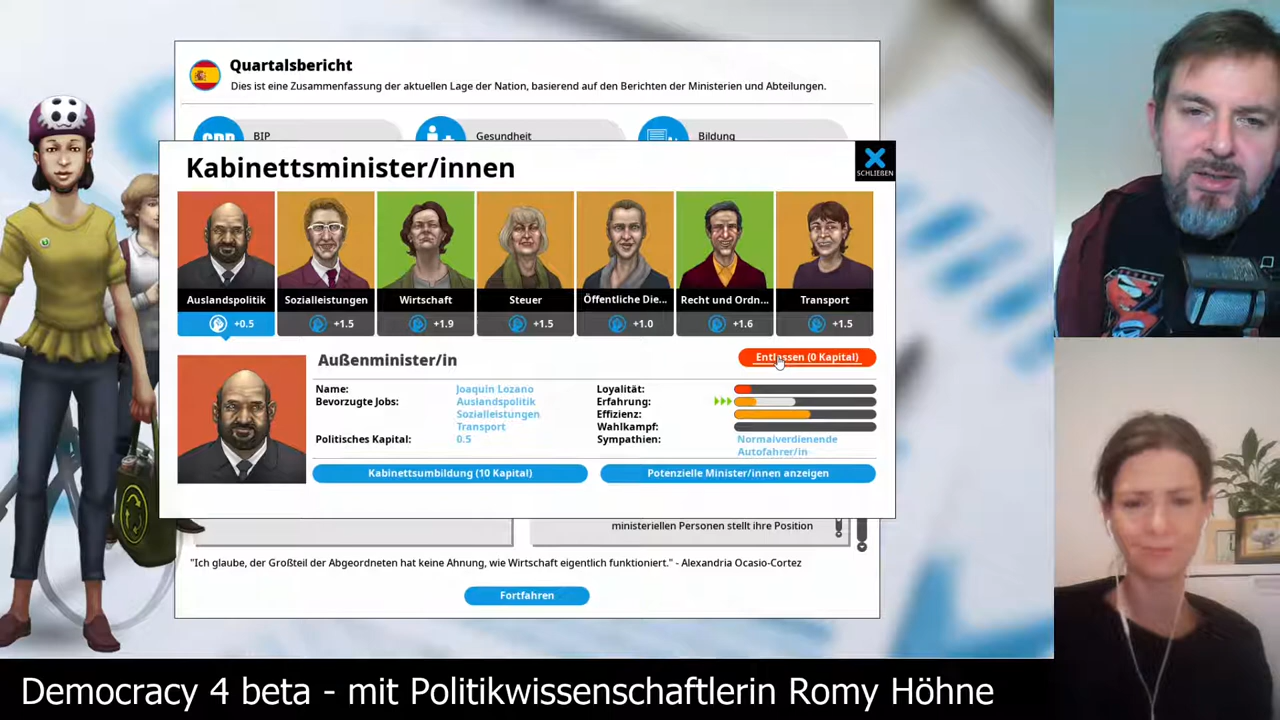 Quartalsbericht
Dies ist eine Zusammenfassung der aktuellen Lage der Nation, basierend auf den Berichten der Ministerien und Abteilungen.
BIP
Gesundheit
Bildung
Kabinettsminister/innen
SCHLIEßEN
Auslandspolitik
Sozialleistungen
Wirtschaft
Steuer
Öffentliche Die...
Recht und Ordn...
Transport
+0.5
+1.5
+1.9
+1.5
+1.0
+1.6
+1.5
Außenminister/in
Entlassen (0 Kapital)
Name: Joaquin Lozano
Bevorzugte Jobs: Auslandspolitik
Sozialleistungen
Transport
Politisches Kapital: 0.5
Loyalität:
Erfahrung:
Effizienz:
Wahlkampf:
Sympathien: Normalverdienende
Autofahrer/in
Kabinettsumbildung (10 Kapital)
Potenzielle Minister/innen anzeigen
ministeriellen Personen stellt ihre Position
"Ich glaube, der Großteil der Abgeordneten hat keine Ahnung, wie Wirtschaft eigentlich funktioniert." - Alexandria Ocasio-Cortez
Fortfahren
Democracy 4 beta - mit Politikwissenschaftlerin Romy Höhne